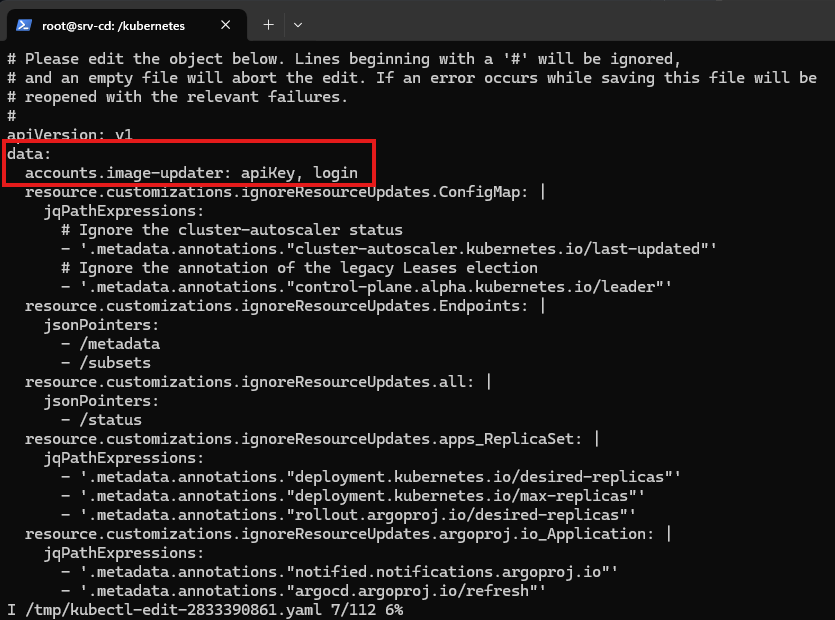 root@srv-cd: /kubernetes
# Please edit the object below. Lines beginning with a '#' will be ignored,
# and an empty file will abort the edit. If an error occurs while saving this file will be
# reopened with the relevant failures.
#
apiVersion: v1
data:
  accounts.image-updater: apiKey, login
  resource.customizations.ignoreResourceUpdates.ConfigMap: |
    jqPathExpressions:
      # Ignore the cluster-autoscaler status
      - '.metadata.annotations."cluster-autoscaler.kubernetes.io/last-updated"'
      # Ignore the annotation of the legacy Leases election
      - '.metadata.annotations."control-plane.alpha.kubernetes.io/leader"'
  resource.customizations.ignoreResourceUpdates.Endpoints: |
    jsonPointers:
      - /metadata
      - /subsets
  resource.customizations.ignoreResourceUpdates.all: |
    jsonPointers:
      - /status
  resource.customizations.ignoreResourceUpdates.apps_ReplicaSet: |
    jqPathExpressions:
      - '.metadata.annotations."deployment.kubernetes.io/desired-replicas"'
      - '.metadata.annotations."deployment.kubernetes.io/max-replicas"'
      - '.metadata.annotations."rollout.argoproj.io/desired-replicas"'
  resource.customizations.ignoreResourceUpdates.argoproj.io_Application: |
    jqPathExpressions:
      - '.metadata.annotations."notified.notifications.argoproj.io"'
      - '.metadata.annotations."argocd.argoproj.io/refresh"'
I /tmp/kubectl-edit-2833390861.yaml 7/112 6%